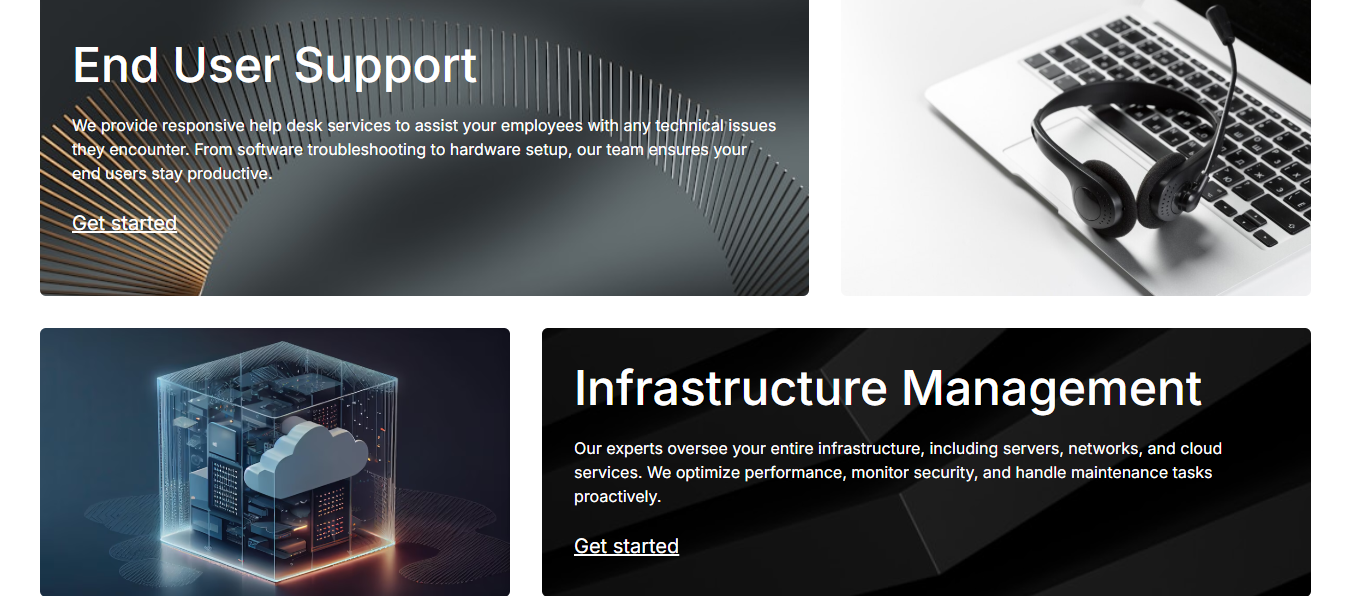 End User Support
We provide responsive help desk services to assist your employees with any technical issues
they encounter. From software troubleshooting to hardware setup, our team ensures your
end users stay productive.
Get started
Infrastructure Management
Our experts oversee your entire infrastructure, including servers, networks, and cloud
services. We optimize performance, monitor security, and handle maintenance tasks
proactively.
Get started